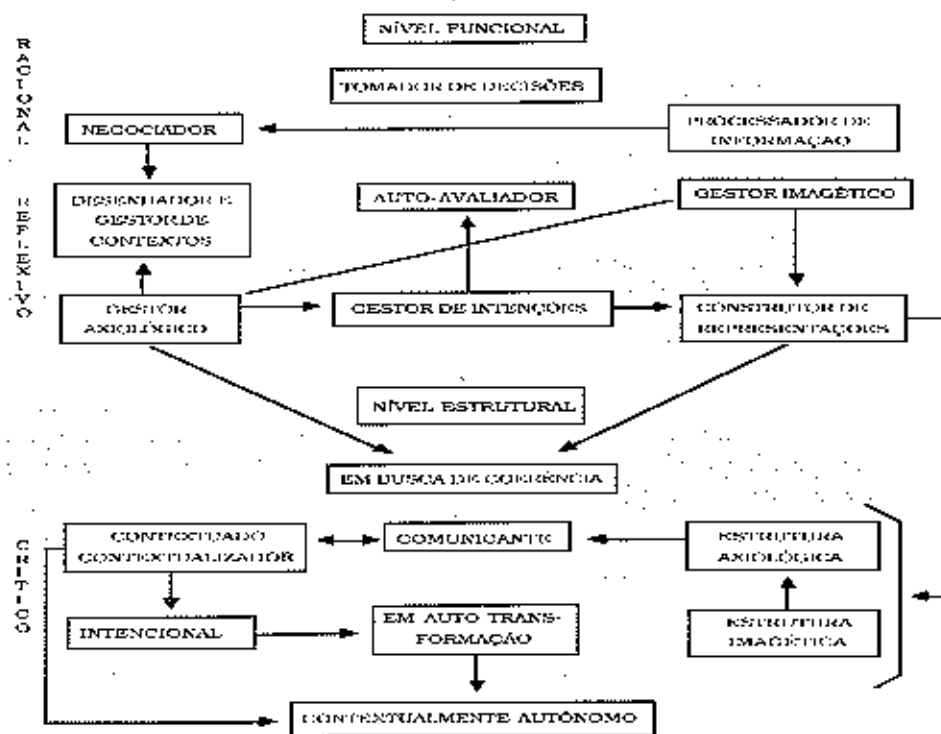 NÍVEL FUNCIONAL
RACIONAL
TOMADOR DE DECISÕES
NEGOCIADOR
PROCESSADOR DE
INFORMAÇÃO
REFLEXIVO
DESENHADOR E
GESTOR DE
CONTEXTOS
AUTO-AVALIADOR
GESTOR IMAGÉTICO
GESTOR
AXIOLÓGICO
GESTOR DE INTENÇÕES
CONSTRUTOR DE
REPRESENTAÇÕES
NÍVEL ESTRUTURAL
EM BUSCA DE COERÊNCIA
CRÍTICO
CONTEXTUADO
CONTEXTUALIZADOR
COMUNICANTE
ESTRUTURA
AXIOLÓGICA
INTENCIONAL
EM AUTO TRANS-
FORMAÇÃO
ESTRUTURA
IMAGÉTICA
CONTEXTUALMENTE AUTÔNOMO